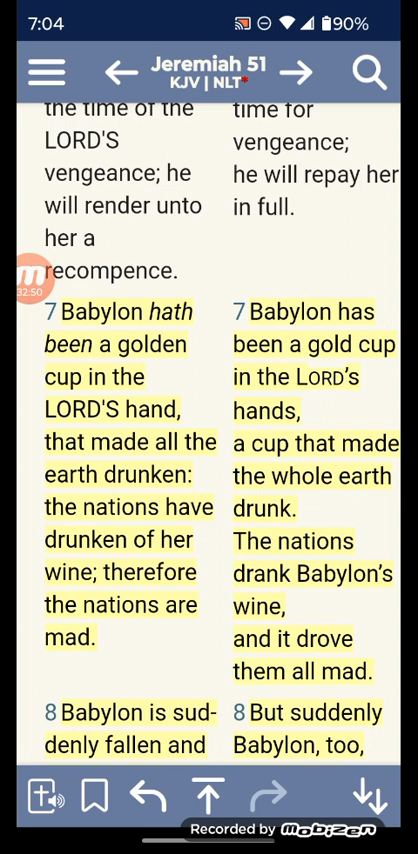 7:04
90%
Jeremiah 51
KJV | NLT*
the time of the
LORD'S
vengeance; he
will render unto
her a
recompence.
7 Babylon hath
been a golden
cup in the
LORD'S hand,
that made all the
earth drunken:
the nations have
drunken of her
wine; therefore
the nations are
mad.
8 Babylon is sud-
denly fallen and
time for
vengeance;
he will repay her
in full.
7 Babylon has
been a gold cup
in the LORD’s
hands,
a cup that made
the whole earth
drunk.
The nations
drank Babylon’s
wine,
and it drove
them all mad.
8 But suddenly
Babylon, too,
m
32:50
Recorded by mobizen